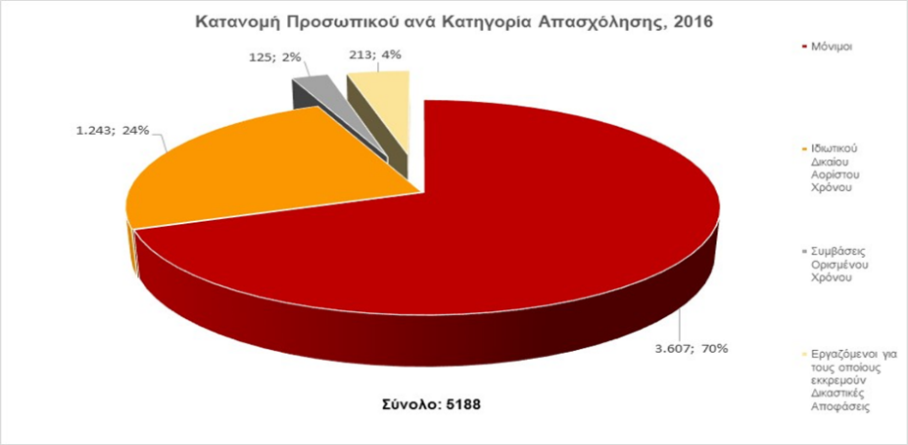 Κατανομή Προσωπικού ανά Κατηγορία Απασχόλησης, 2016
125; 2%
213; 4%
1.243; 24%
3.607; 70%
Μόνιμοι
Ιδιωτικού
Δικαίου
Αορίστου
Χρόνου
Συμβάσεις
Ορισμένου
Χρόνου
Εργαζόμενοι για
τους οποίους
εκκρεμούν
Δικαστικές
Αποφάσεις
Σύνολο: 5188